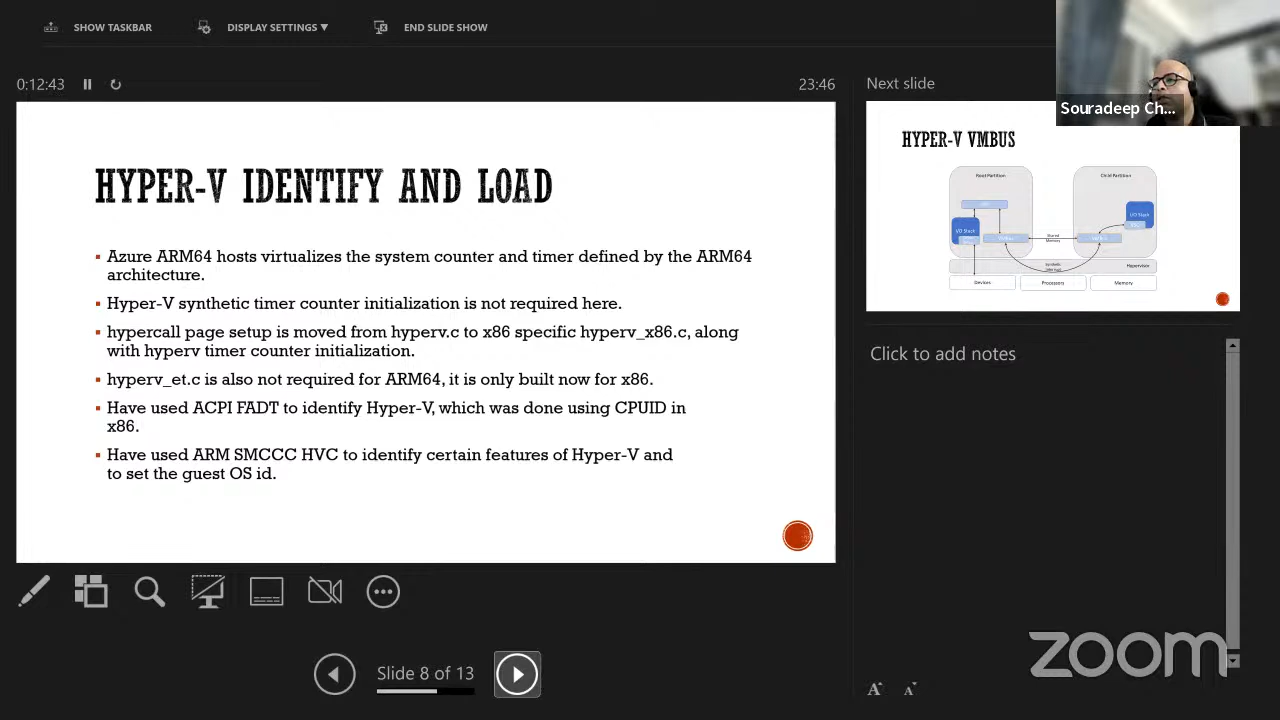 SHOW TASKBAR
DISPLAY SETTINGS ▼
END SLIDE SHOW
0:12:43
23:46
Next slide
Souradeep Ch...
HYPER-V IDENTIFY AND LOAD
▪ Azure ARM64 hosts virtualizes the system counter and timer defined by the ARM64
architecture.
▪ Hyper-V synthetic timer counter initialization is not required here.
▪ hypercall page setup is moved from hyperv.c to x86 specific hyperv_x86.c, along
with hyperv timer counter initialization.
▪ hyperv_et.c is also not required for ARM64, it is only built now for x86.
▪ Have used ACPI FADT to identify Hyper-V, which was done using CPUID in
x86.
▪ Have used ARM SMCCC HVC to identify certain features of Hyper-V and
to set the guest OS id.
HYPER-V VMBUS
Root Partition
Child Partition
I/O Stack
I/O Stack
Shared
Memory
Hypervisor
Devices
Processors
Memory
Click to add notes
Slide 8 of 13
A A
zoom